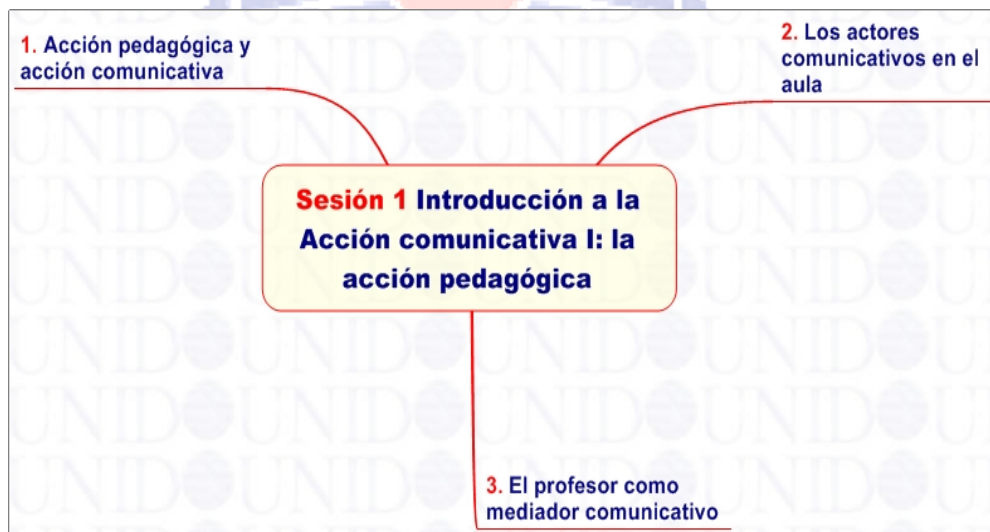 1. Acción pedagógica y
acción comunicativa
2. Los actores
comunicativos en el
aula
Sesión 1 Introducción a la
Acción comunicativa I: la
acción pedagógica
3. El profesor como
mediador comunicativo